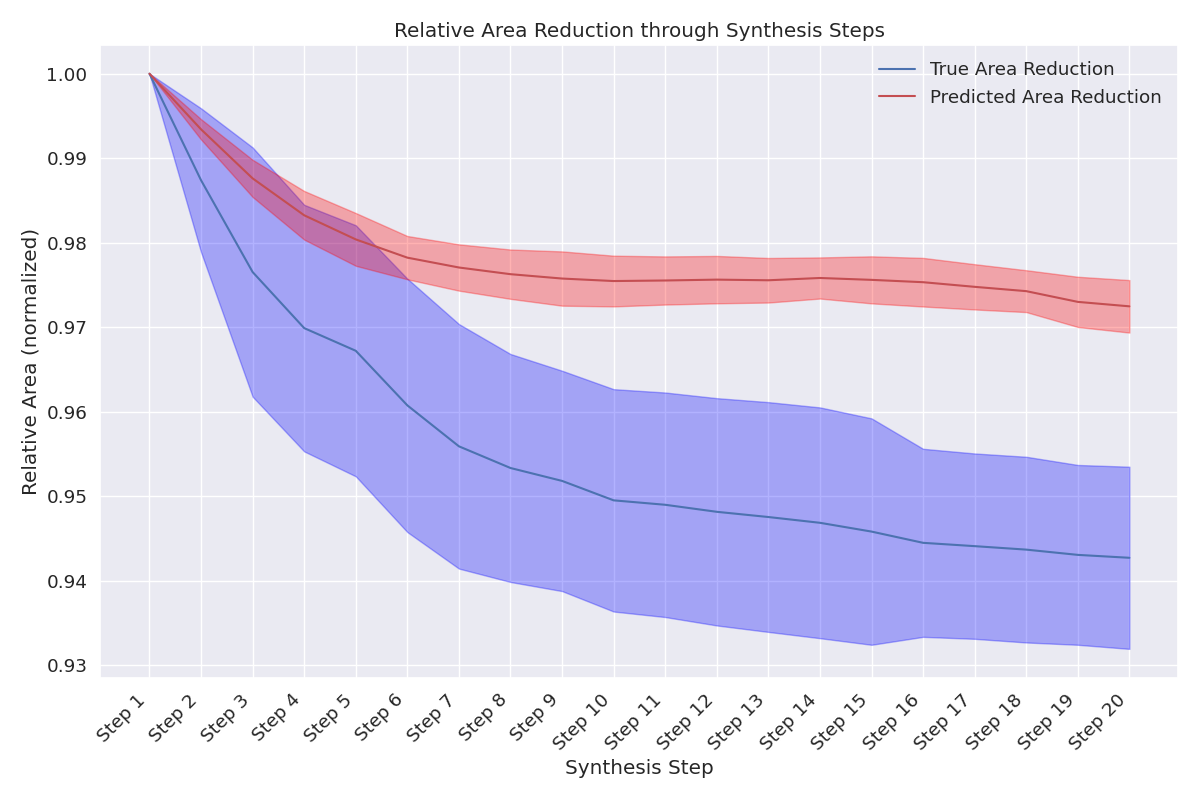 Relative Area Reduction through Synthesis Steps
True Area Reduction
Predicted Area Reduction
Relative Area (normalized)
1.00
0.99
0.98
0.97
0.96
0.95
0.94
0.93
Step 1
Step 2
Step 3
Step 4
Step 5
Step 6
Step 7
Step 8
Step 9
Step 10
Step 11
Step 12
Step 13
Step 14
Step 15
Step 16
Step 17
Step 18
Step 19
Step 20
Synthesis Step